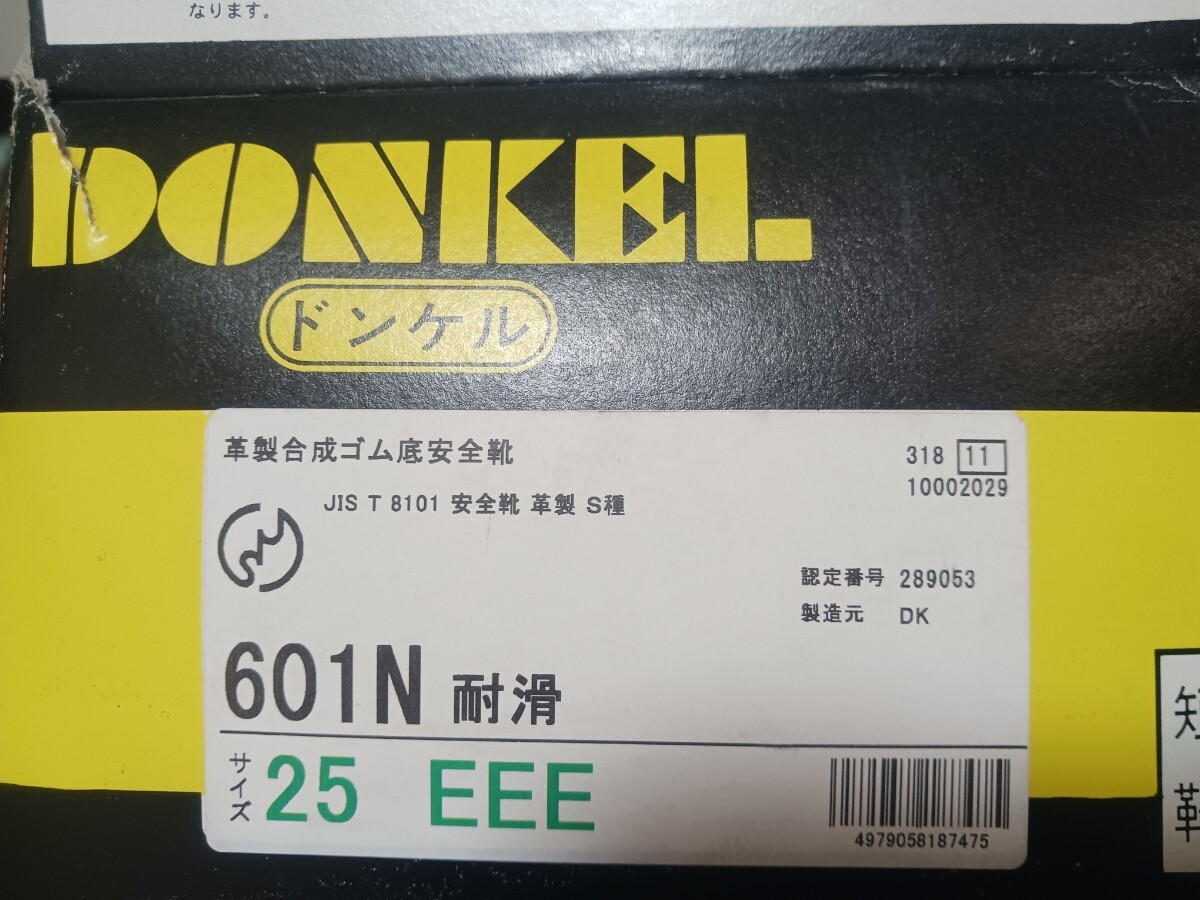 なります。
DONKEL
ドンケル
革製合成ゴム底安全靴
318 11
10002029
JIS T 8101 安全靴 革製 S種
認定番号 289053
製造元 DK
601N 耐滑
サイズ 25 EEE
4979058187475
短
靴